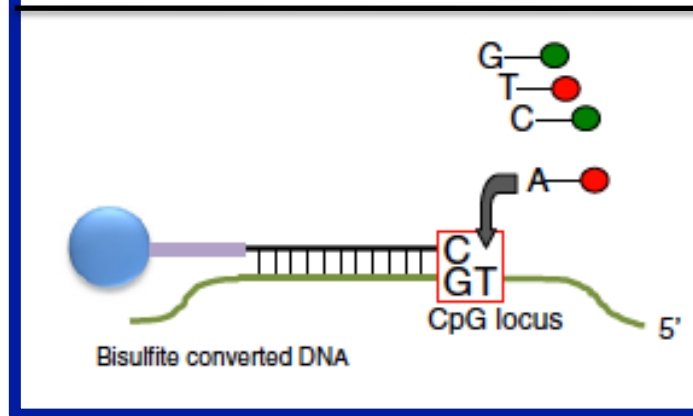 G
T
C
A
C
GT
CpG locus
5’
Bisulfite converted DNA